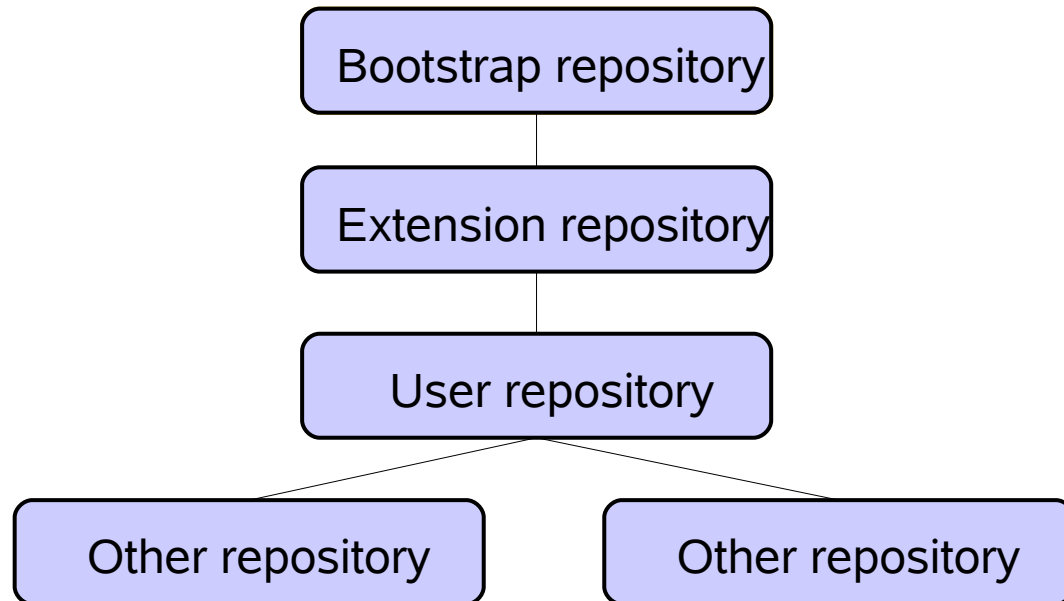 Bootstrap repository
Extension repository
User repository
Other repository
Other repository